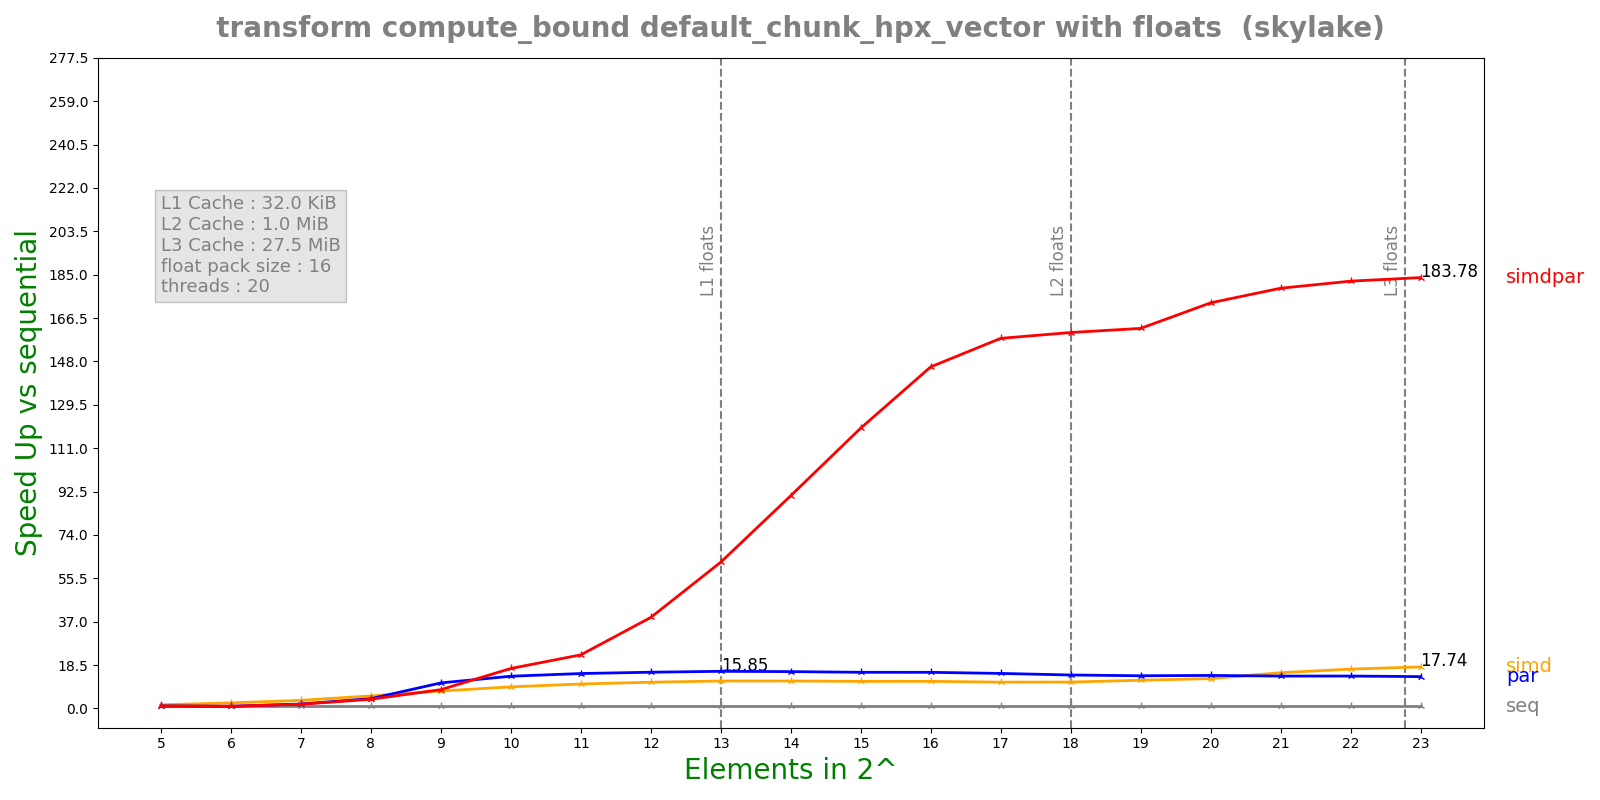 transform compute_bound default_chunk_hpx_vector with floats (skylake)
Speed Up vs sequential
277.5
259.0
240.5
222.0
203.5
185.0
166.5
148.0
129.5
111.0
92.5
74.0
55.5
37.0
18.5
0.0
L1 Cache : 32.0 KiB
L2 Cache : 1.0 MiB
L3 Cache : 27.5 MiB
float pack size : 16
threads : 20
L1 floats
L2 floats
L3 floats
183.78
15.85
17.74
simdpar
simd
par
seq
5 6 7 8 9 10 11 12 13 14 15 16 17 18 19 20 21 22 23
Elements in 2^